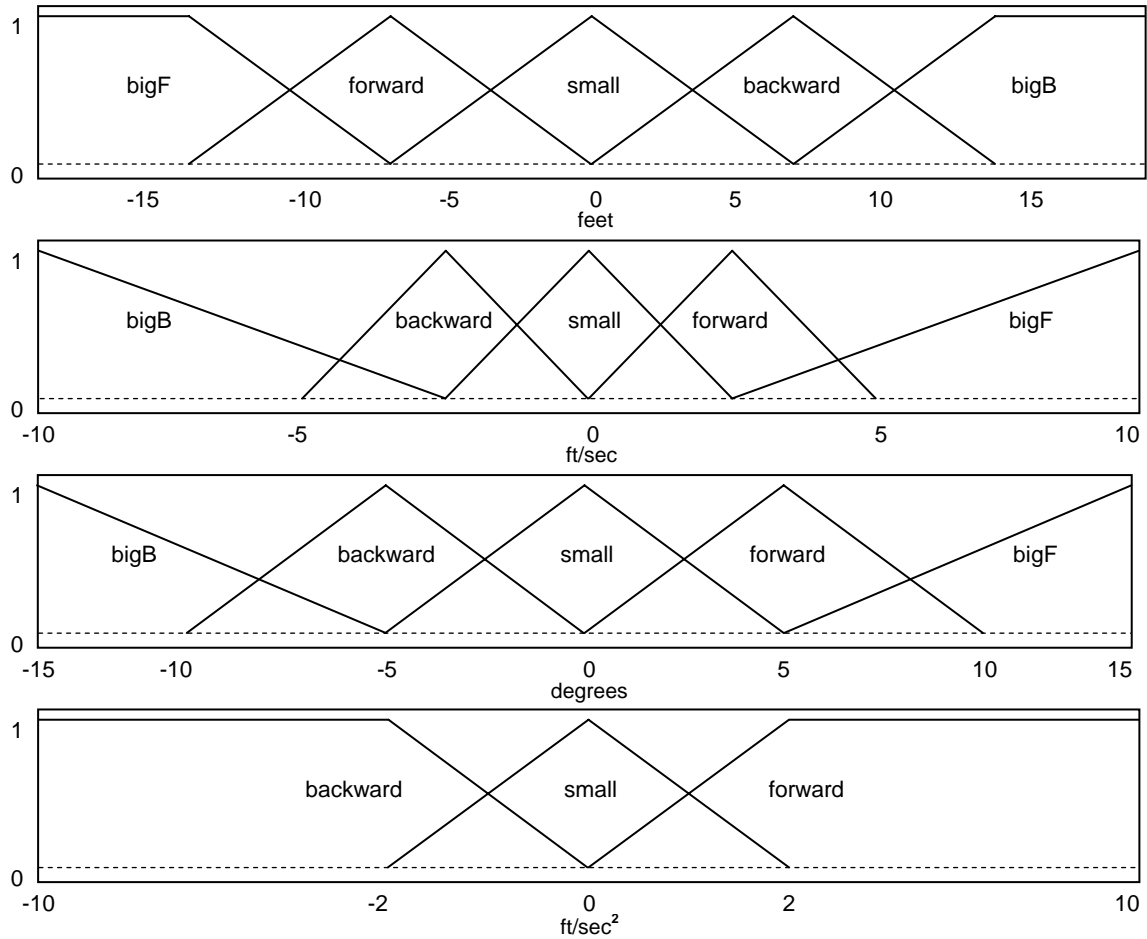 1
bigF forward small backward bigB
0
-15 -10 -5 0 5 10 15
feet
1
bigB backward small forward bigF
0
-10 -5 0 5 10
ft/sec
1
bigB backward small forward bigF
0
-15 -10 -5 0 5 10 15
degrees
1
backward small forward
0
-10 -2 0 2 10
ft/sec²